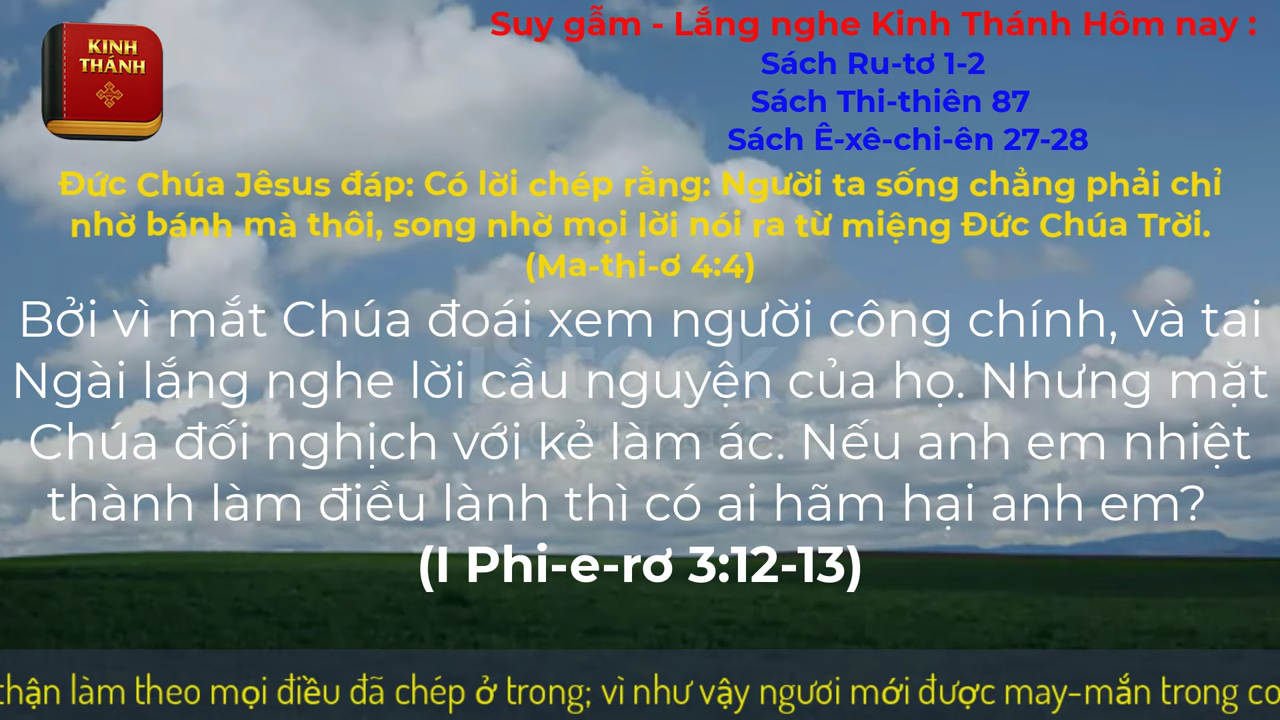 KINH
THÁNH
Suy gẫm - Lắng nghe Kinh Thánh Hôm nay :
Sách Ru-tơ 1-2
Sách Thi-thiên 87
Sách Ê-xê-chi-ên 27-28
Đức Chúa Jêsus đáp: Có lời chép rằng: Người ta sống chẳng phải chỉ
nhờ bánh mà thôi, song nhờ mọi lời nói ra từ miệng Đức Chúa Trời.
(Ma-thi-ơ 4:4)
Bởi vì mắt Chúa đoái xem người công chính, và tai
Ngài lắng nghe lời cầu nguyện của họ. Nhưng mặt
Chúa đối nghịch với kẻ làm ác. Nếu anh em nhiệt
thành làm điều lành thì có ai hãm hại anh em?
(I Phi-e-rơ 3:12-13)
thận làm theo mọi điều đã chép ở trong; vì như vậy ngươi mới được may-mắn trong co